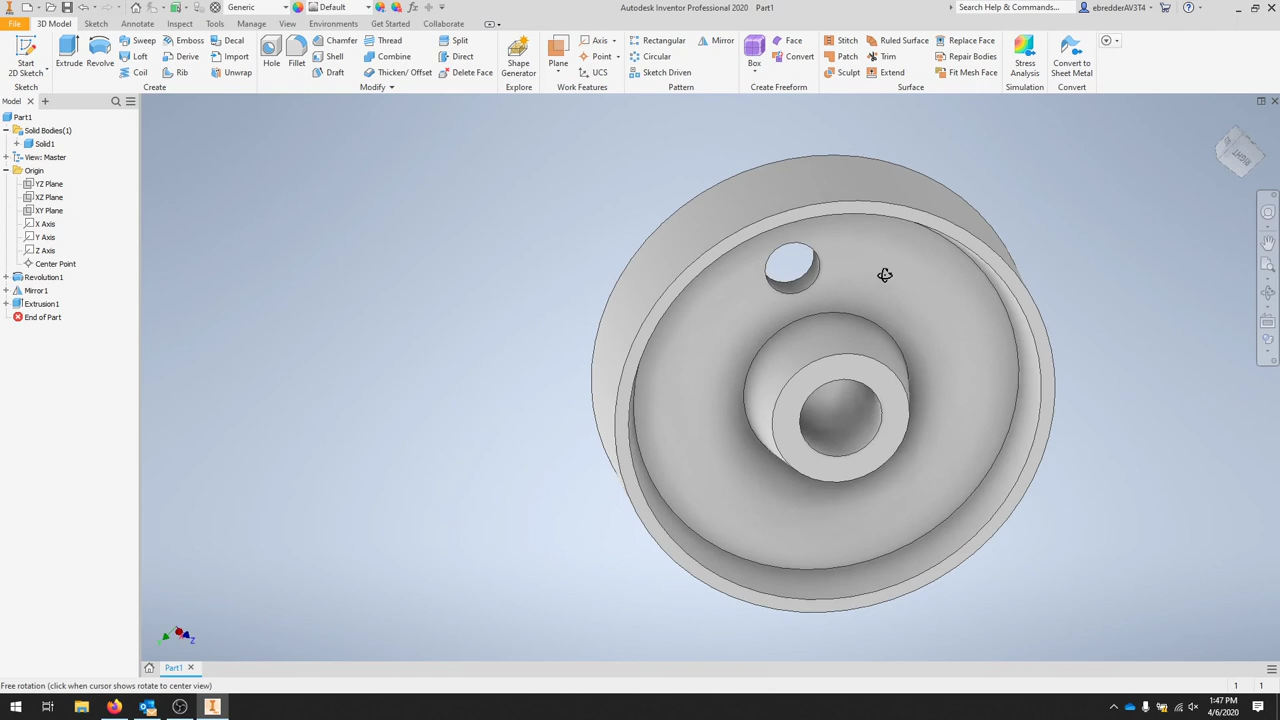 Generic Default Autodesk Inventor Professional 2020 Part1 Search Help & Commands... ebredderAV3T4
File 3D Model Sketch Annotate Inspect Tools Manage View Environments Get Started Collaborate
Start
2D Sketch
Extrude
Revolve
Sweep Emboss Decal
Loft Derive Import
Coil Rib Unwrap
Hole
Fillet
Chamfer Thread Split
Shell Combine Direct
Draft Thicken/ Offset Delete Face
Shape
Generator
Plane
Axis
Point
UCS
Rectangular Mirror
Circular
Sketch Driven
Box
Face
Convert
Stitch Ruled Surface Replace Face
Patch Trim Repair Bodies
Sculpt Extend Fit Mesh Face
Stress
Analysis
Convert to
Sheet Metal
Sketch Create Modify Explore Work Features Pattern Create Freeform Surface Simulation Convert
Model
Part1
Solid Bodies(1)
Solid1
View: Master
Origin
YZ Plane
XZ Plane
XY Plane
X Axis
Y Axis
Z Axis
Center Point
Revolution1
Mirror1
Extrusion1
End of Part
RIGHT
Z
Part1
Free rotation (click when cursor shows rotate to center view) 1 1
1:47 PM
4/6/2020